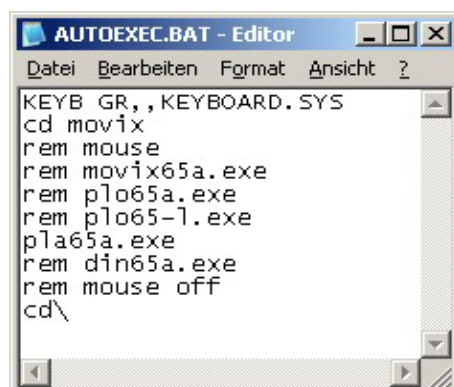 AUTOEXEC.BAT - Editor
Datei Bearbeiten Format Ansicht ?
KEYB GR,,KEYBOARD.SYS
cd movix
rem mouse
rem movix65a.exe
rem plo65a.exe
rem plo65-l.exe
pla65a.exe
rem din65a.exe
rem mouse off
cd\